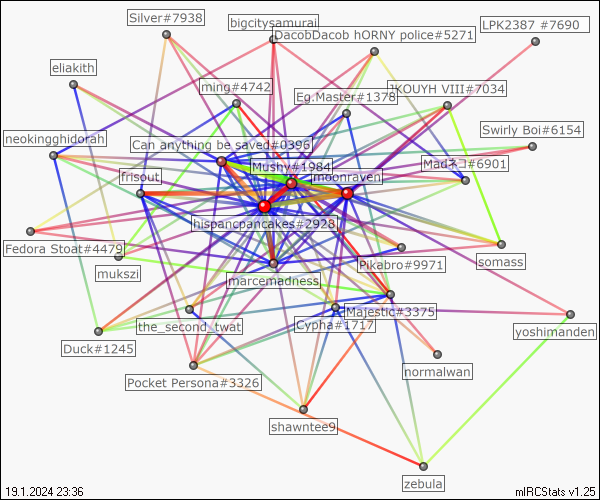 Silver#7938
bigcitysamurai
LPK2387 #7690
DacobDacob hORNY police#5271
eliakith
ming#4742
Eg.Master#1378
JKOUYH VIII#7034
neokingghidorah
Can anything be saved#0396
Swirly Boi#6154
frisout
Mushy#1984
moonraven
Madネコ#6901
hispancpancakes#2928
Fedora Stoat#4479
mukszi
marcemadness
Pikabro#9971
somass
the_second_twat
Cypha#1717
Majestic#3375
yoshimanden
Duck#1245
Pocket Persona#3326
normalwan
shawntee9
zebula
19.1.2024 23:36
mIRCStats v1.25